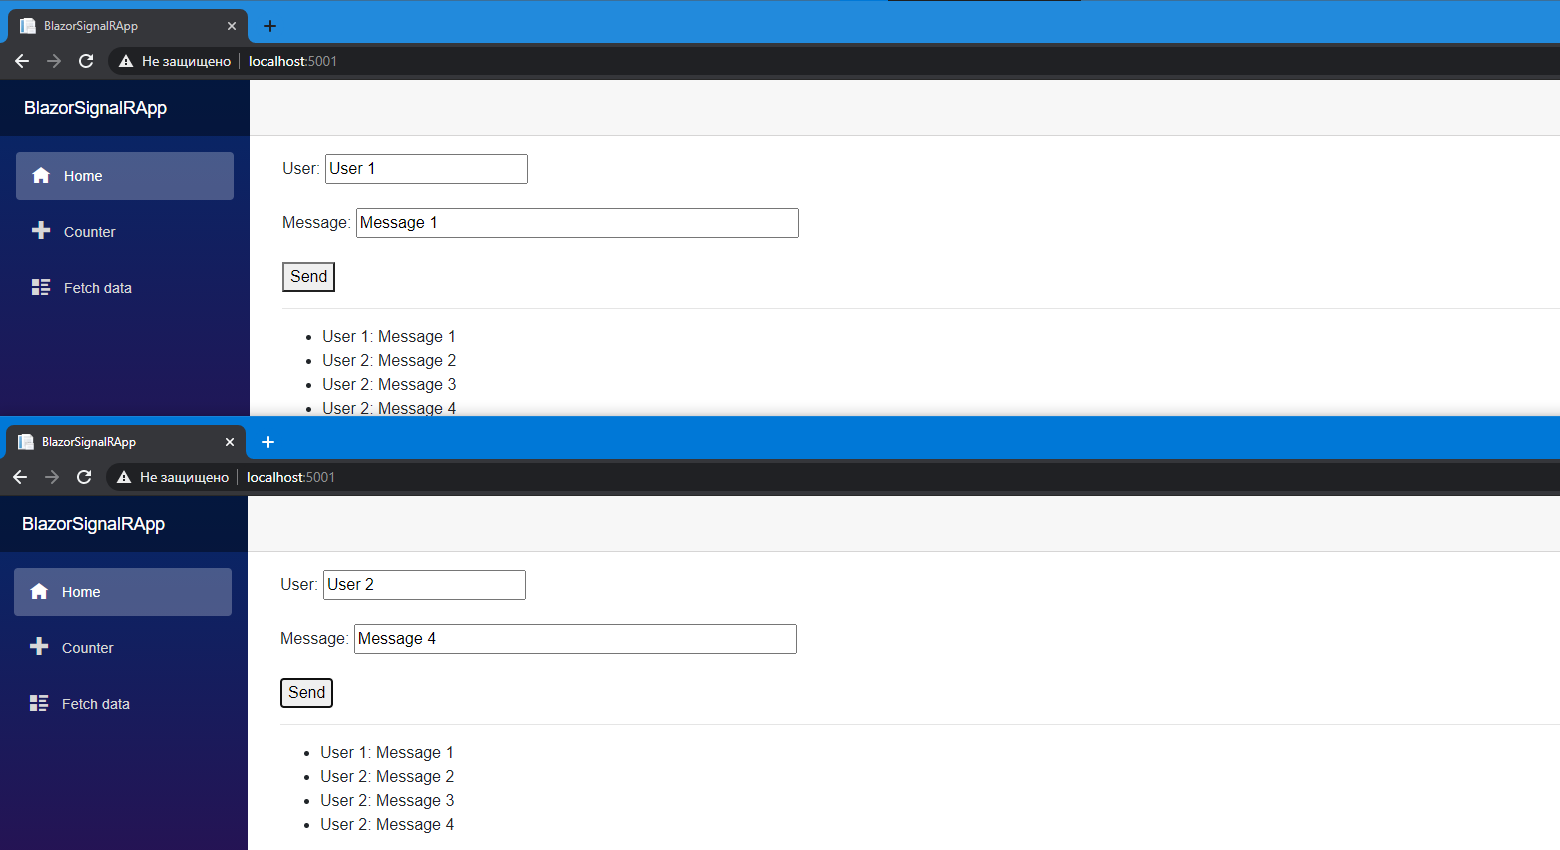 BlazorSignalRApp
Не защищено localhost:5001
BlazorSignalRApp
Home
Counter
Fetch data
User: User 1
Message: Message 1
Send
User 1: Message 1
User 2: Message 2
User 2: Message 3
User 2: Message 4
BlazorSignalRApp
Не защищено localhost:5001
BlazorSignalRApp
Home
Counter
Fetch data
User: User 2
Message: Message 4
Send
User 1: Message 1
User 2: Message 2
User 2: Message 3
User 2: Message 4